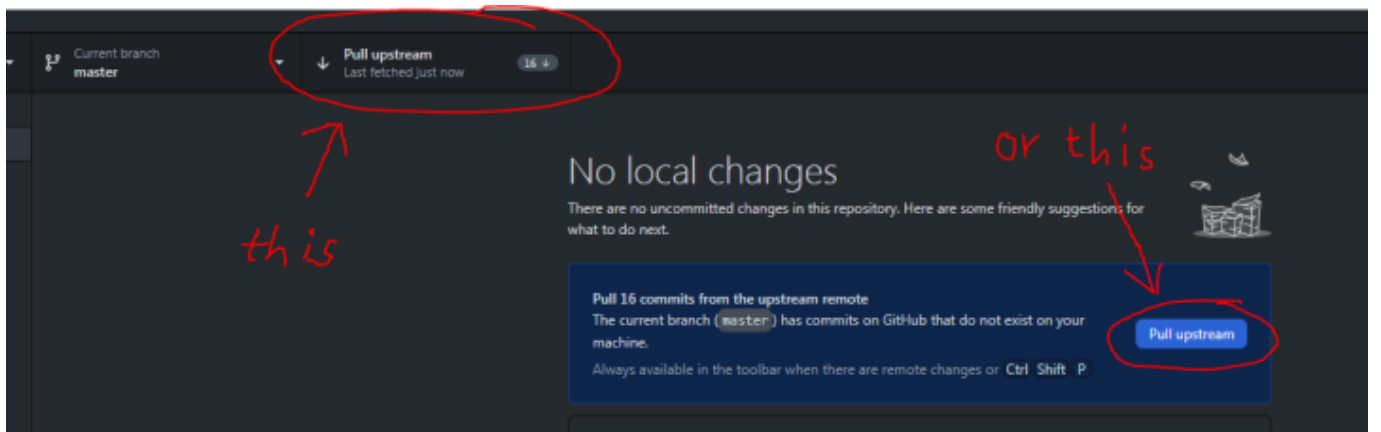 Current branch
master
Pull upstream
Last fetched just now
16
this
or this
No local changes
There are no uncommitted changes in this repository. Here are some friendly suggestions for
what to do next.
Pull 16 commits from the upstream remote
The current branch (master) has commits on GitHub that do not exist on your
machine.
Pull upstream
Always available in the toolbar when there are remote changes or Ctrl Shift P